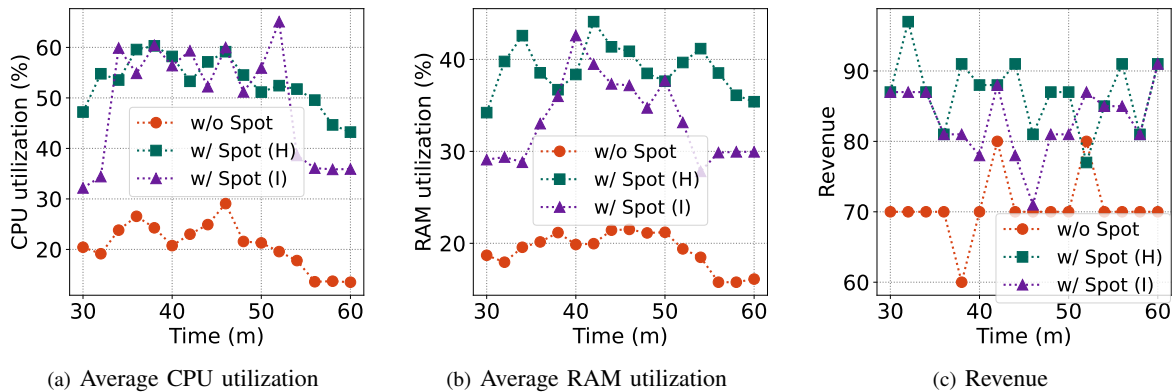 CPU utilization (%)
60
50
40
30
20
w/o Spot
w/ Spot (H)
w/ Spot (I)
30
40
50
60
Time (m)
(a) Average CPU utilization
RAM utilization (%)
40
30
20
w/o Spot
w/ Spot (H)
w/ Spot (I)
30
40
50
60
Time (m)
(b) Average RAM utilization
Revenue
90
80
70
60
w/o Spot
w/ Spot (H)
w/ Spot (I)
30
40
50
60
Time (m)
(c) Revenue